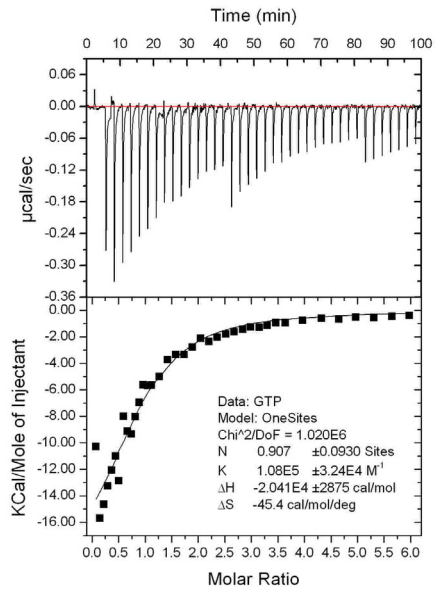 Time (min)
0 10 20 30 40 50 60 70 80 90 100
0.06
0.00
-0.06
-0.12
-0.18
-0.24
-0.30
-0.36
µcal/sec
0.00
-2.00
-4.00
-6.00
-8.00
-10.00
-12.00
-14.00
-16.00
KCal/Mole of Injectant
Data: GTP
Model: OneSites
Chi^2/DoF = 1.020E6
N 0.907 ±0.0930 Sites
K 1.08E5 ±3.24E4 M⁻¹
ΔH -2.041E4 ±2875 cal/mol
ΔS -45.4 cal/mol/deg
0.0 0.5 1.0 1.5 2.0 2.5 3.0 3.5 4.0 4.5 5.0 5.5 6.0
Molar Ratio